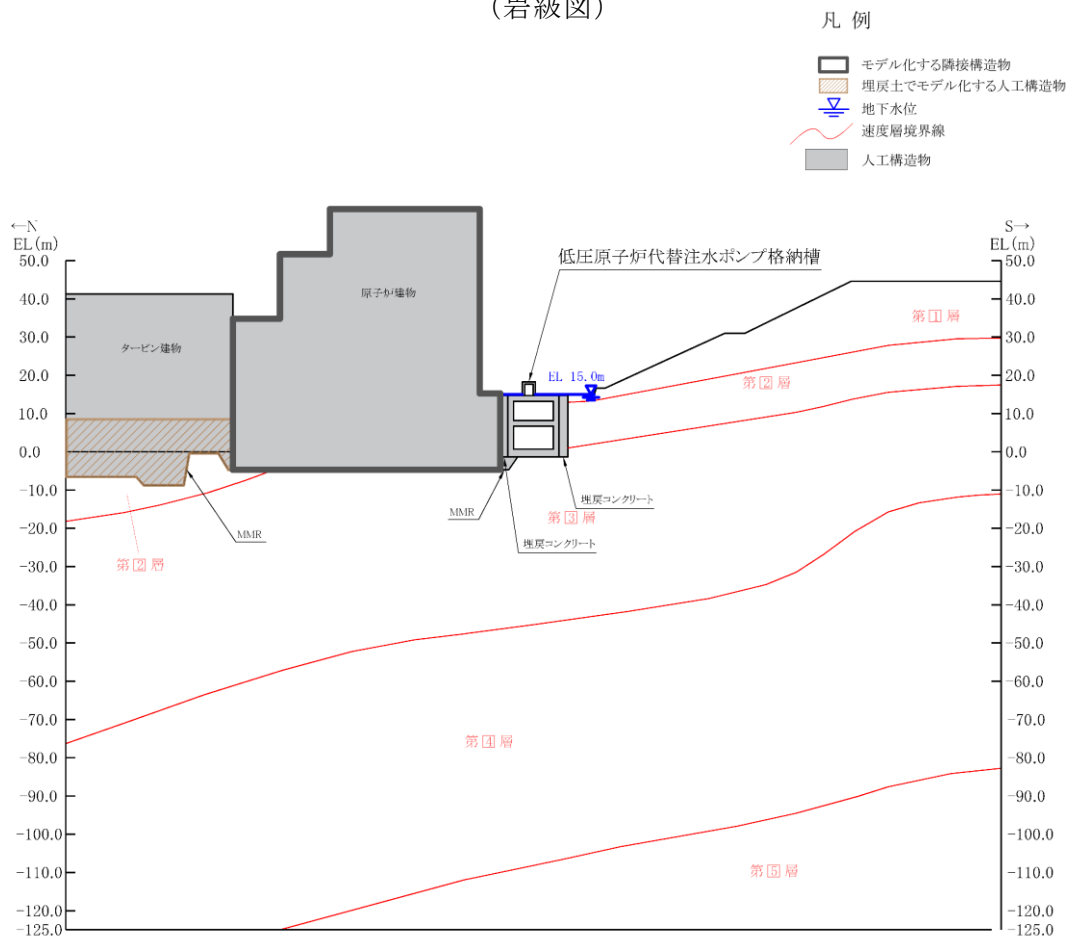 （岩級図）
凡 例
モデル化する隣接構造物
埋戻土でモデル化する人工構造物
地下水位
速度層境界線
人工構造物
←N
EL(m)
S→
EL(m)
50.0
40.0
30.0
20.0
10.0
0.0
-10.0
-20.0
-30.0
-40.0
-50.0
-60.0
-70.0
-80.0
-90.0
-100.0
-110.0
-120.0
-125.0
低圧原子炉代替注水ポンプ格納槽
原子炉建物
タービン建物
EL 15.0m
第1層
第2層
第3層
埋戻コンクリート
MMR
埋戻コンクリート
MMR
第2層
第4層
第5層
50.0
40.0
30.0
20.0
10.0
0.0
-10.0
-20.0
-30.0
-40.0
-50.0
-60.0
-70.0
-80.0
-90.0
-100.0
-110.0
-120.0
-125.0